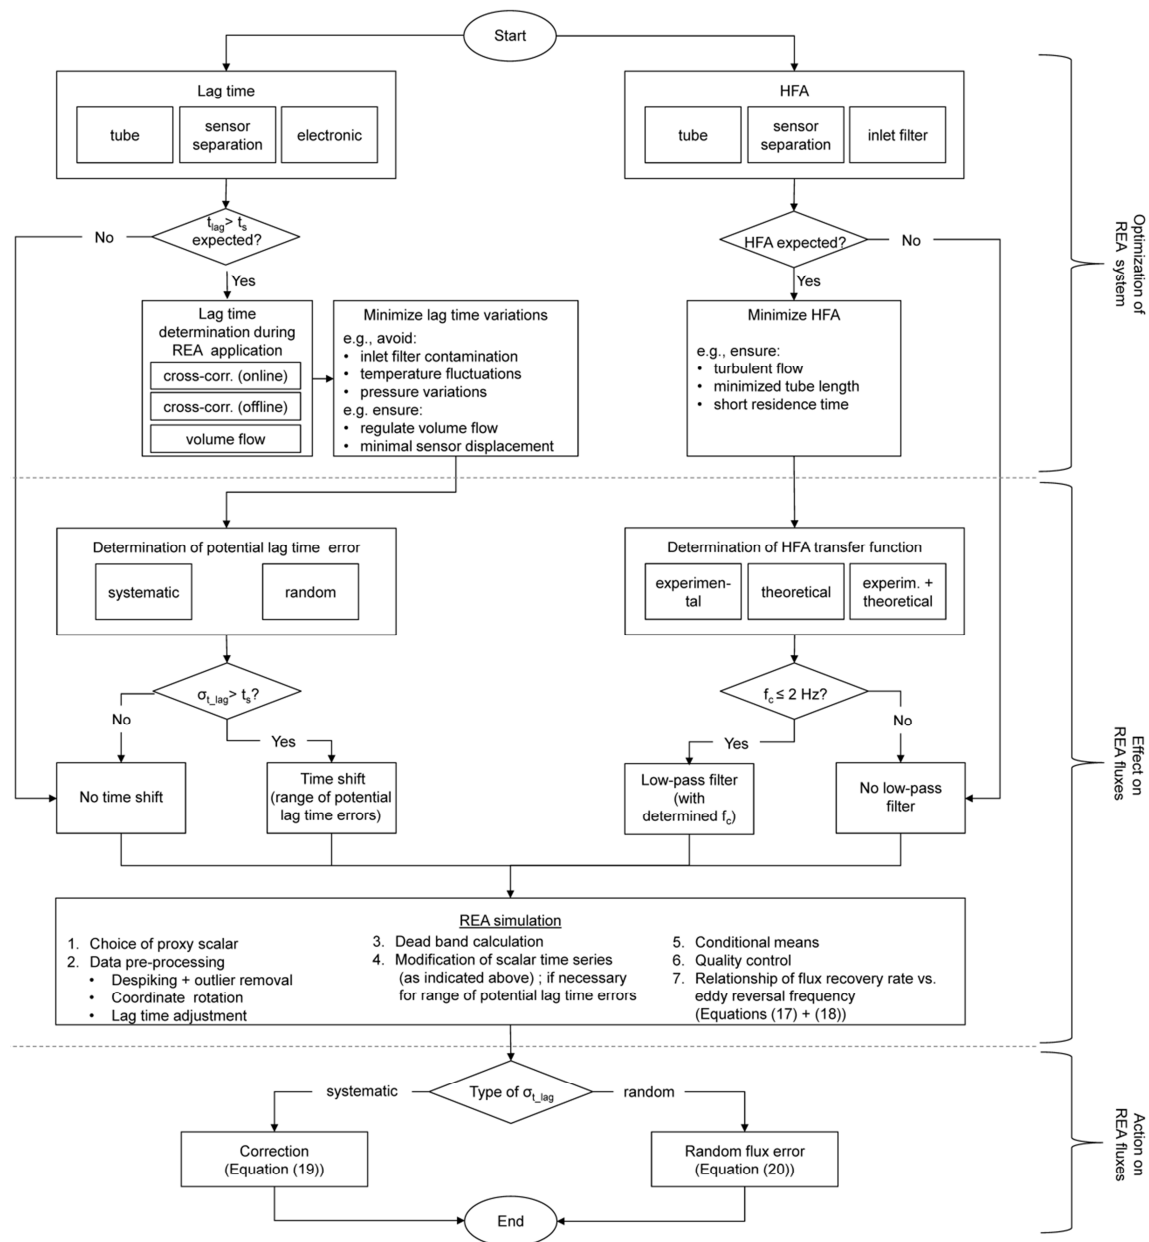 Start
Lag time
tube
sensor
separation
electronic
HFA
tube
sensor
separation
inlet filter
t_lag > t_s
expected?
No
Yes
HFA expected?
No
Yes
Lag time
determination during
REA application
cross-corr. (online)
cross-corr. (offline)
volume flow
Minimize lag time variations
e.g., avoid:
• inlet filter contamination
• temperature fluctuations
• pressure variations
e.g. ensure:
• regulate volume flow
• minimal sensor displacement
Minimize HFA
e.g., ensure:
• turbulent flow
• minimized tube length
• short residence time
Optimization of
REA system
Determination of potential lag time error
systematic
random
Determination of HFA transfer function
experimen-
tal
theoretical
experim. +
theoretical
σ_t_lag > t_s?
No
Yes
f_c ≤ 2 Hz?
Yes
No
No time shift
Time shift
(range of potential
lag time errors)
Low-pass filter
(with
determined f_c)
No low-pass
filter
REA simulation
1. Choice of proxy scalar
2. Data pre-processing
• Despiking + outlier removal
• Coordinate rotation
• Lag time adjustment
3. Dead band calculation
4. Modification of scalar time series
(as indicated above) ; if necessary
for range of potential lag time errors
5. Conditional means
6. Quality control
7. Relationship of flux recovery rate vs.
eddy reversal frequency
(Equations (17) + (18))
Effect on
REA fluxes
Type of σ_t_lag
systematic
random
Correction
(Equation (19))
Random flux error
(Equation (20))
End
Action on
REA fluxes